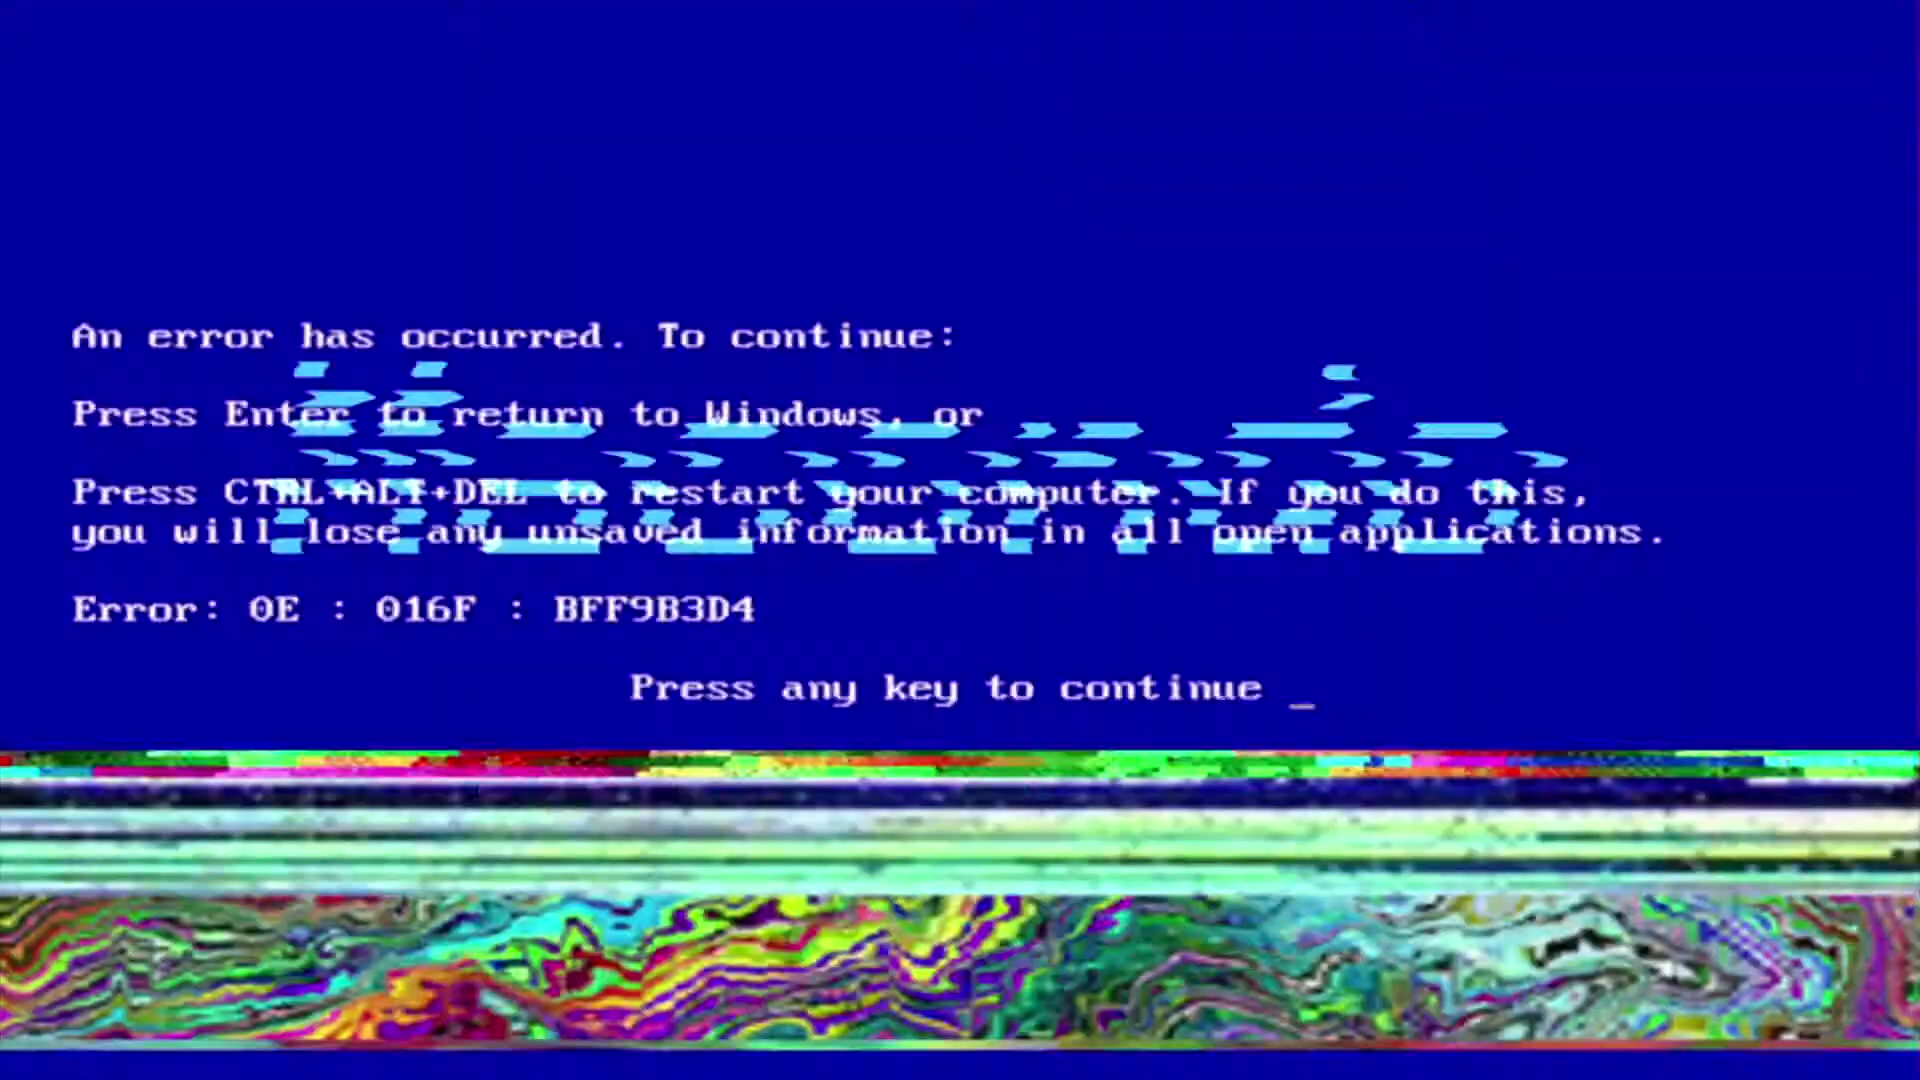 An error has occurred. To continue:
Press Enter to return to Windows, or
Press CTRL+ALT+DEL to restart your computer. If you do this,
you will lose any unsaved information in all open applications.
Error: 0E : 016F : BFF9B3D4
Press any key to continue _